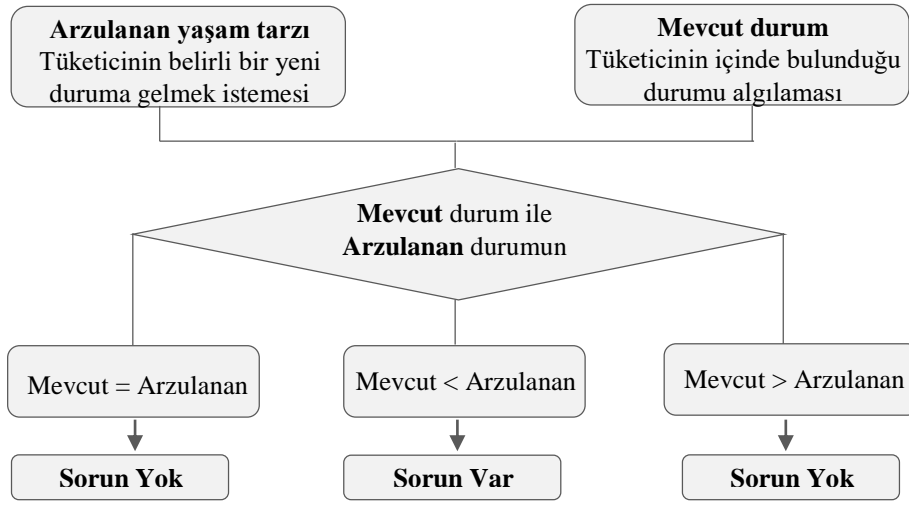 Arzulanan yaşam tarzı
Tüketicinin belirli bir yeni
duruma gelmek istemesi
Mevcut durum
Tüketicinin içinde bulunduğu
durumu algılaması
Mevcut durum ile
Arzulanan durumun
Mevcut = Arzulanan
Mevcut < Arzulanan
Mevcut > Arzulanan
Sorun Yok
Sorun Var
Sorun Yok